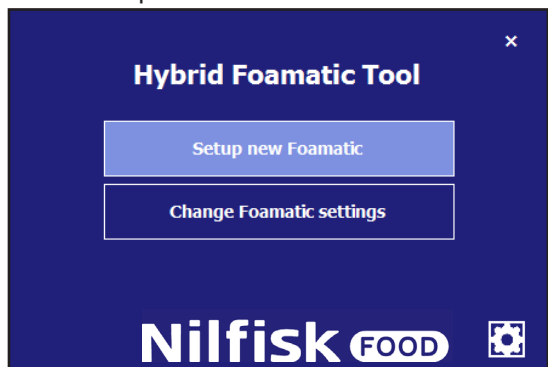 ×
Hybrid Foamatic Tool
Setup new Foamatic
Change Foamatic settings
Nilfisk FOOD